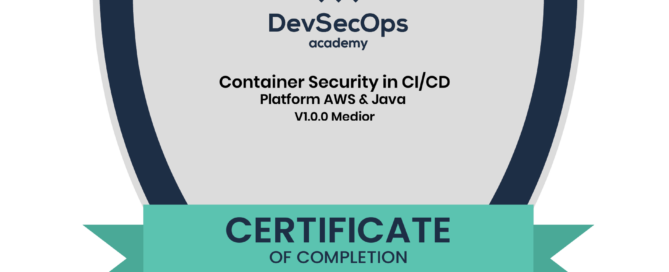 DevSecOps
academy
Container Security in CI/CD
Platform AWS & Java
V1.0.0 Medior
CERTIFICATE
OF COMPLETION